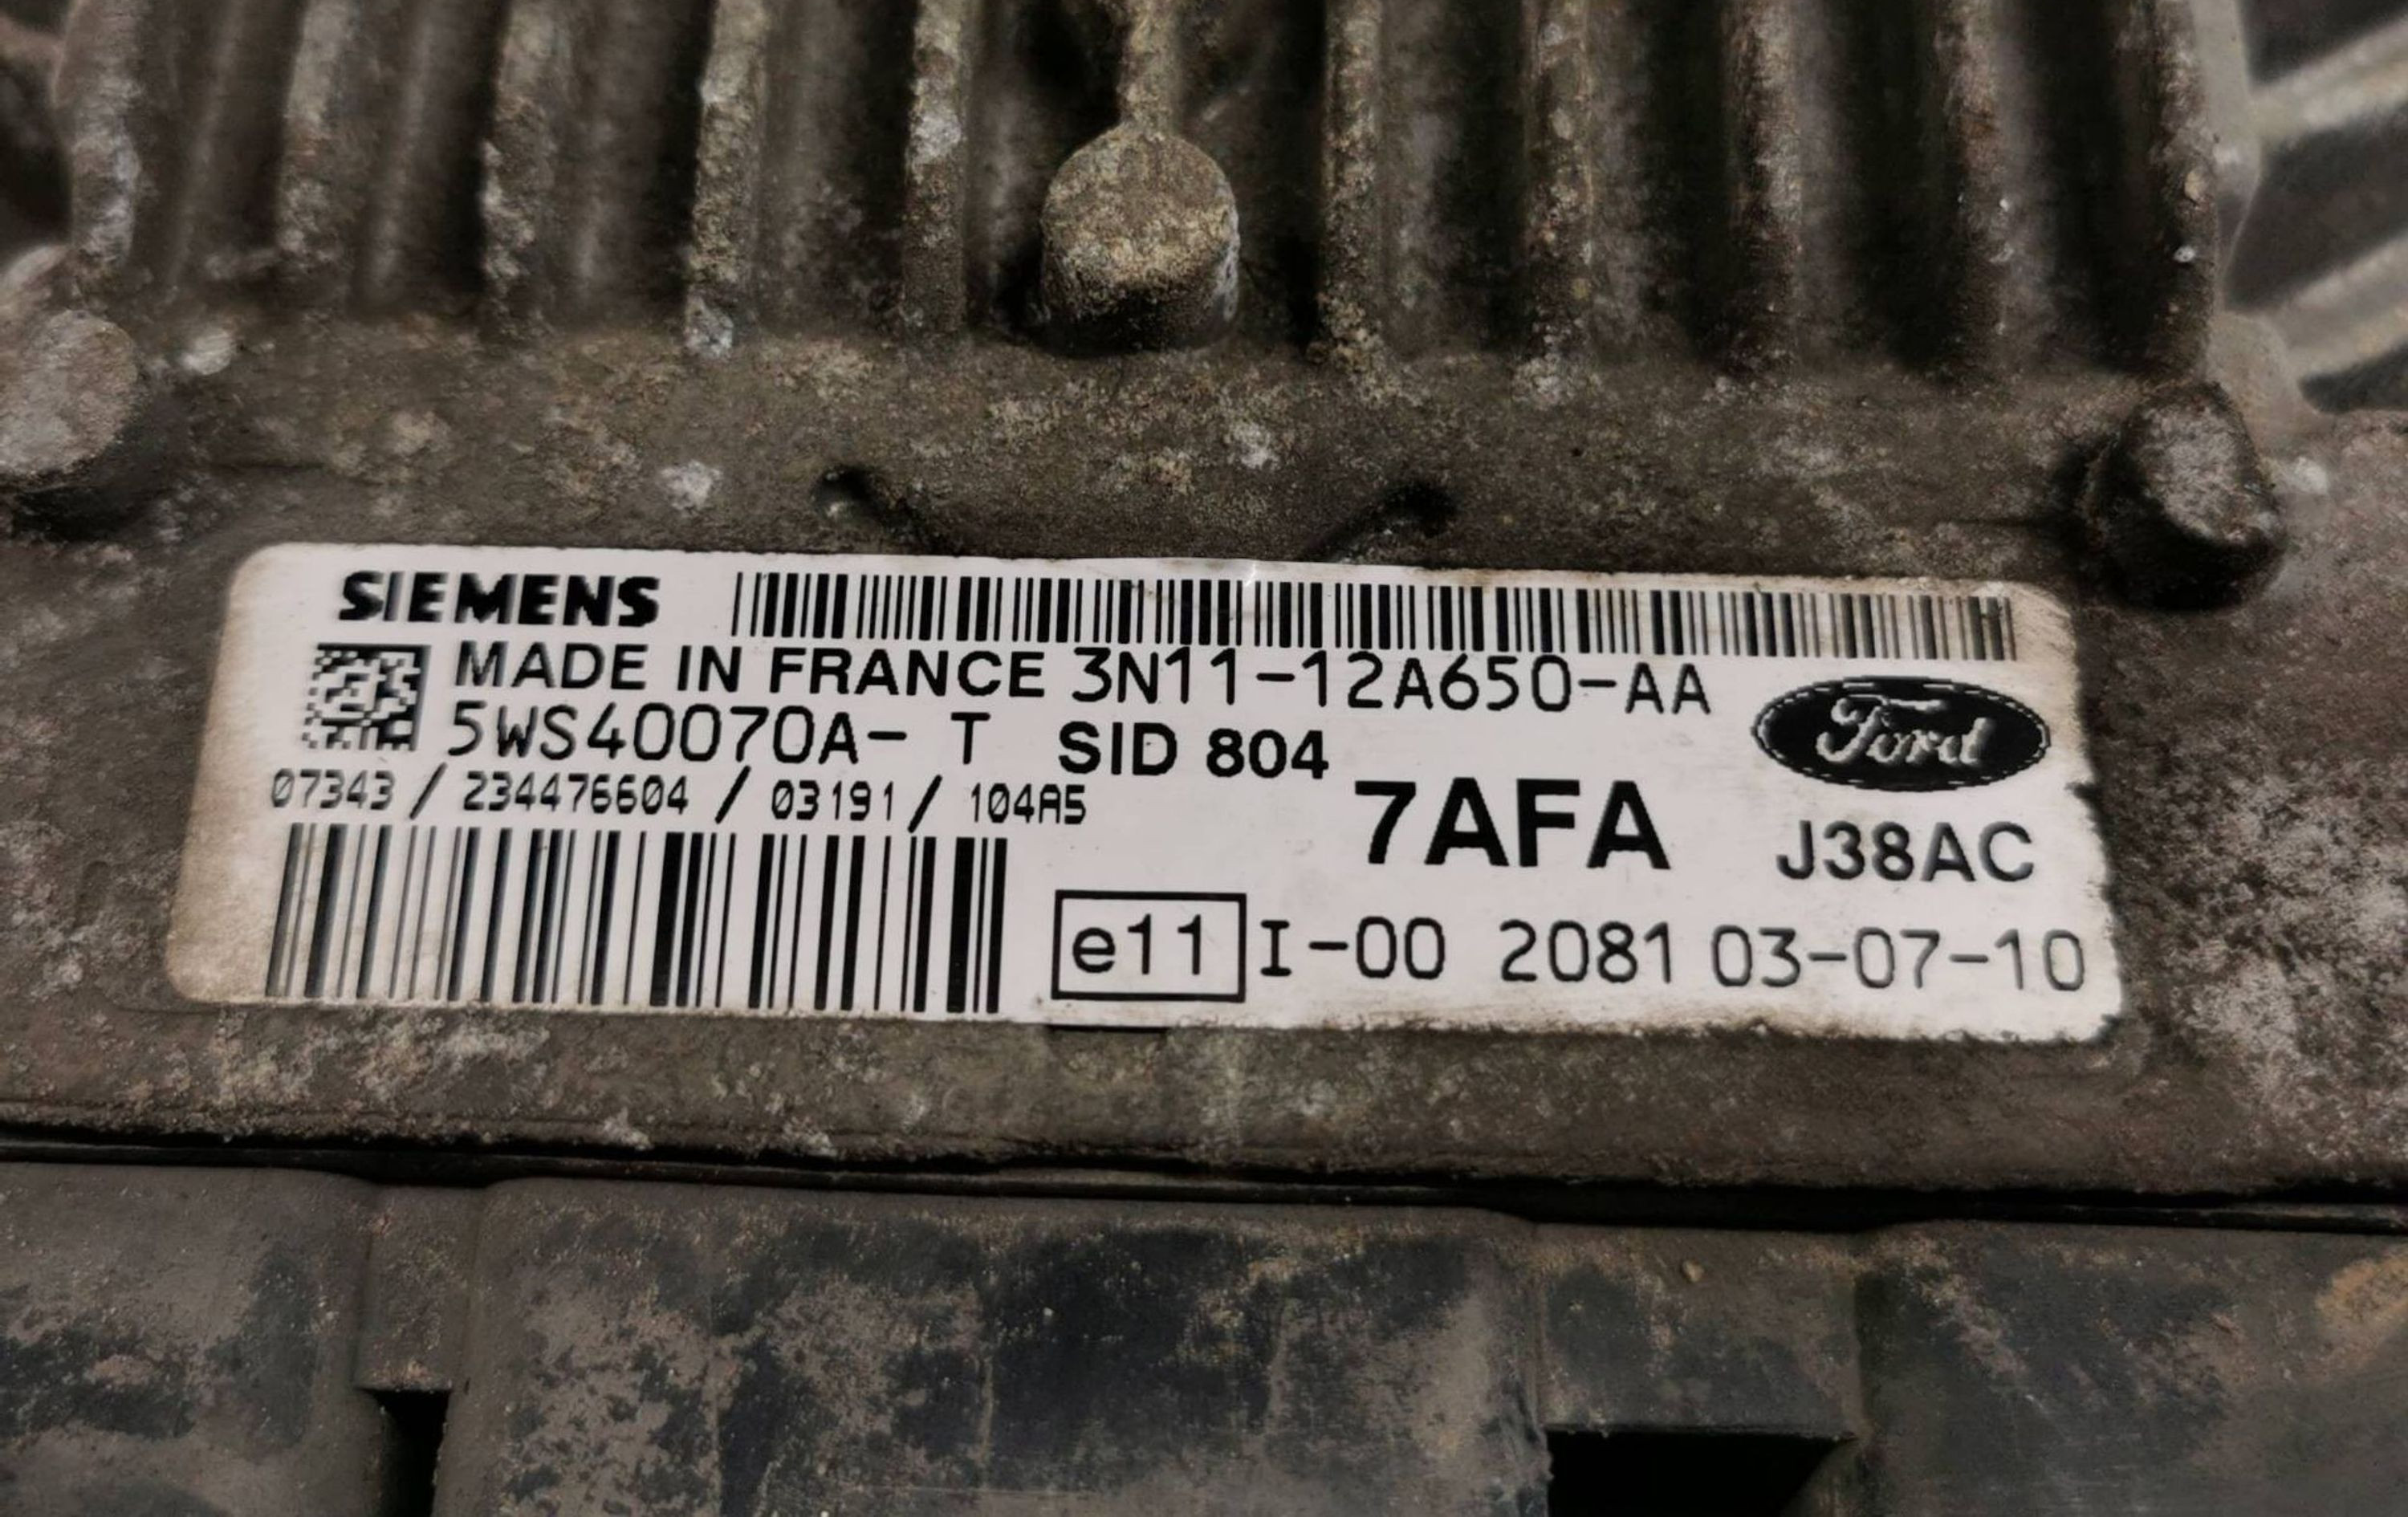 SIEMENS
MADE IN FRANCE 3N11-12A650-AA
Ford
5WS40070A- T SID 804
07343 / 234476604 / 03191 / 104A5
7AFA J38AC
e11 I-00 2081 03-07-10